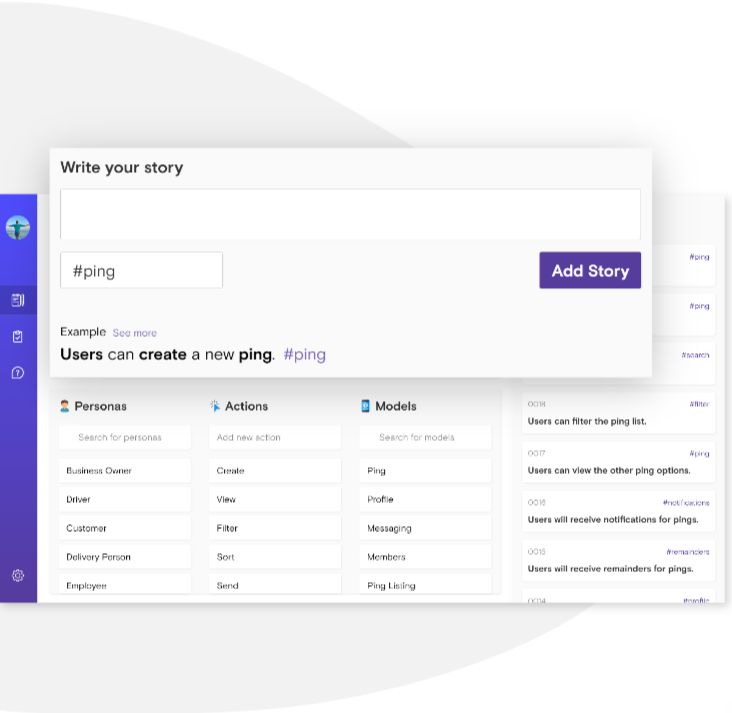 Write your story
#ping
Add Story
Example See more
Users can create a new ping. #ping
Personas
Search for personas
Business Owner
Driver
Customer
Delivery Person
Employee
Actions
Add new action
Create
View
Filter
Sort
Send
Models
Search for models
Ping
Profile
Messaging
Members
Ping Listing
#ping
#ping
#search
0018 #filter
Users can filter the ping list.
0017 #ping
Users can view the other ping options.
0016 #notifications
Users will receive notifications for pings.
0015 #remainders
Users will receive remainders for pings.
0014 #profile